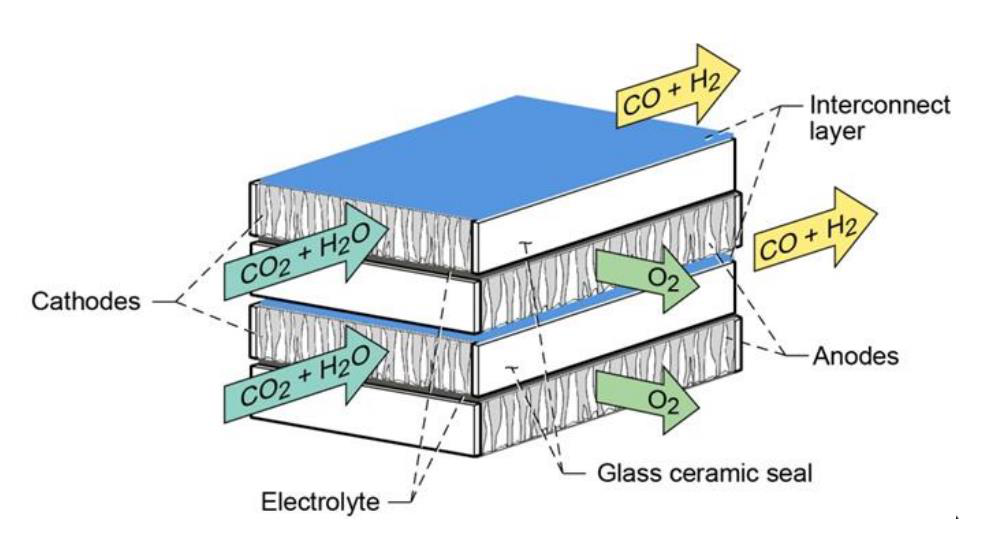 CO + H2
Interconnect
layer
CO2 + H2O
CO + H2
O2
Cathodes
CO2 + H2O
Anodes
O2
Glass ceramic seal
Electrolyte